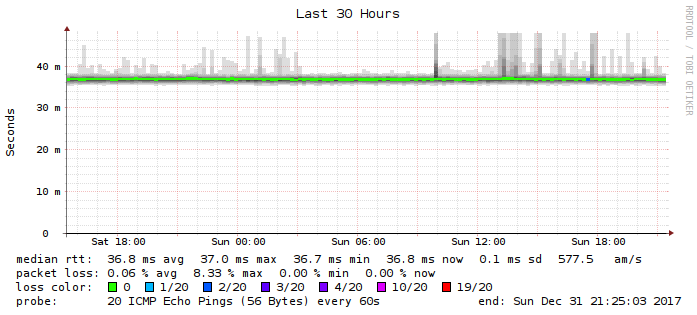 Last 30 Hours
RRDTOOL / TOBI OETIKER
Seconds
40 m
30 m
20 m
10 m
0
Sat 18:00 Sun 00:00 Sun 06:00 Sun 12:00 Sun 18:00
median rtt: 36.8 ms avg 37.0 ms max 36.7 ms min 36.8 ms now 0.1 ms sd 577.5 am/s
packet loss: 0.06 % avg 8.33 % max 0.00 % min 0.00 % now
loss color: 0 1/20 2/20 3/20 4/20 10/20 19/20
probe: 20 ICMP Echo Pings (56 Bytes) every 60s end: Sun Dec 31 21:25:03 2017